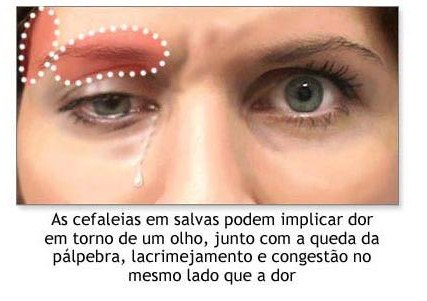 As cefaleias em salvas podem implicar dor
em torno de um olho, junto com a queda da
pálpebra, lacrimejamento e congestão no
mesmo lado que a dor